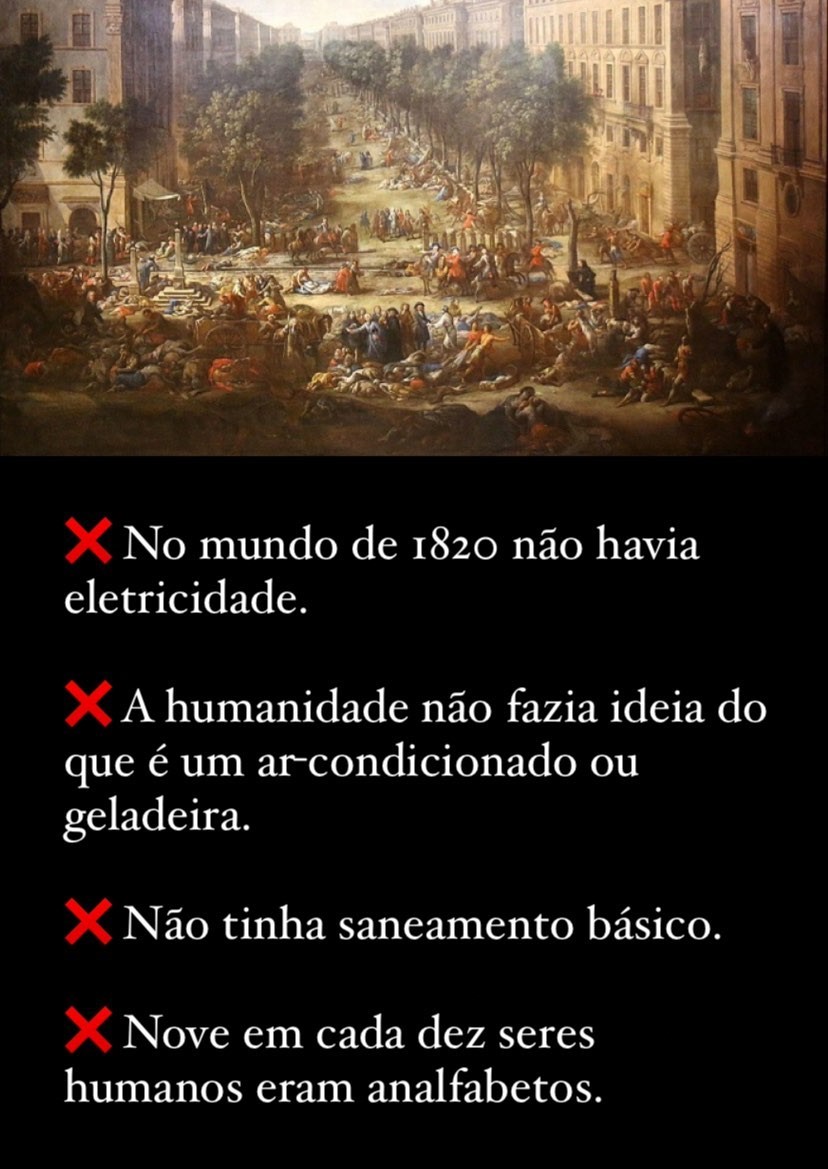 ❌ No mundo de 1820 não havia
eletricidade.
❌ A humanidade não fazia ideia do
que é um ar-condicionado ou
geladeira.
❌ Não tinha saneamento básico.
❌ Nove em cada dez seres
humanos eram analfabetos.